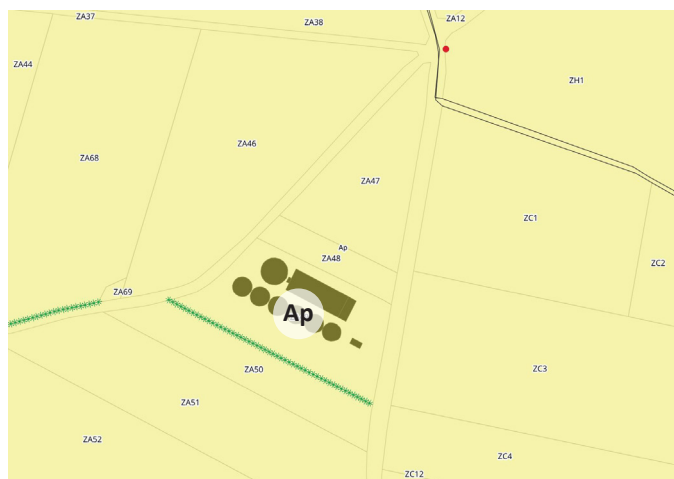 ZA37
ZA38
ZA12
ZA44
ZH1
ZA46
ZA68
ZA47
ZC1
Ap
ZA48
ZC2
ZA69
Ap
ZA50
ZC3
ZA51
ZA52
ZC4
ZC12